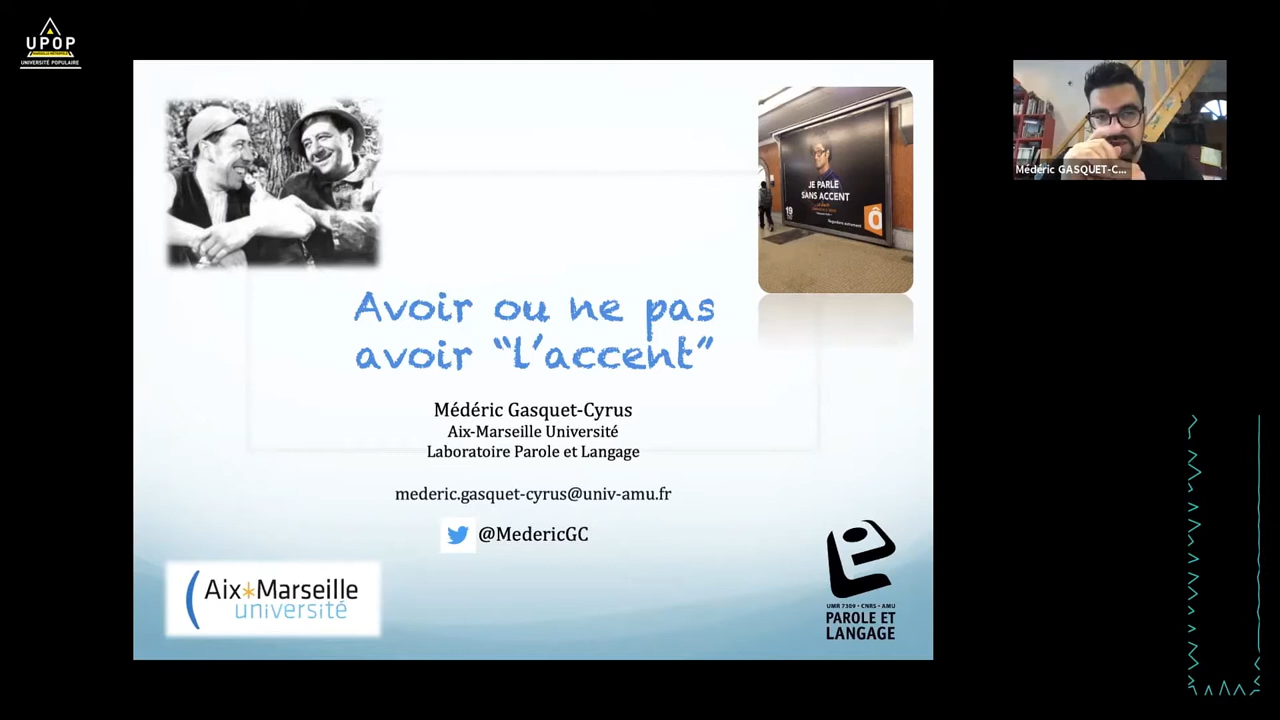 UPOP
UNIVERSITÉ POPULAIRE
JE PARLE
SANS ACCENT
19
Ô
Avoir ou ne pas
avoir “l’accent”
Médéric Gasquet-Cyrus
Aix-Marseille Université
Laboratoire Parole et Langage
mederic.gasquet-cyrus@univ-amu.fr
@MedericGC
Aix*Marseille
université
UMR 7309 • CNRS • AMU
PAROLE ET
LANGAGE
Médéric GASQUET-C...